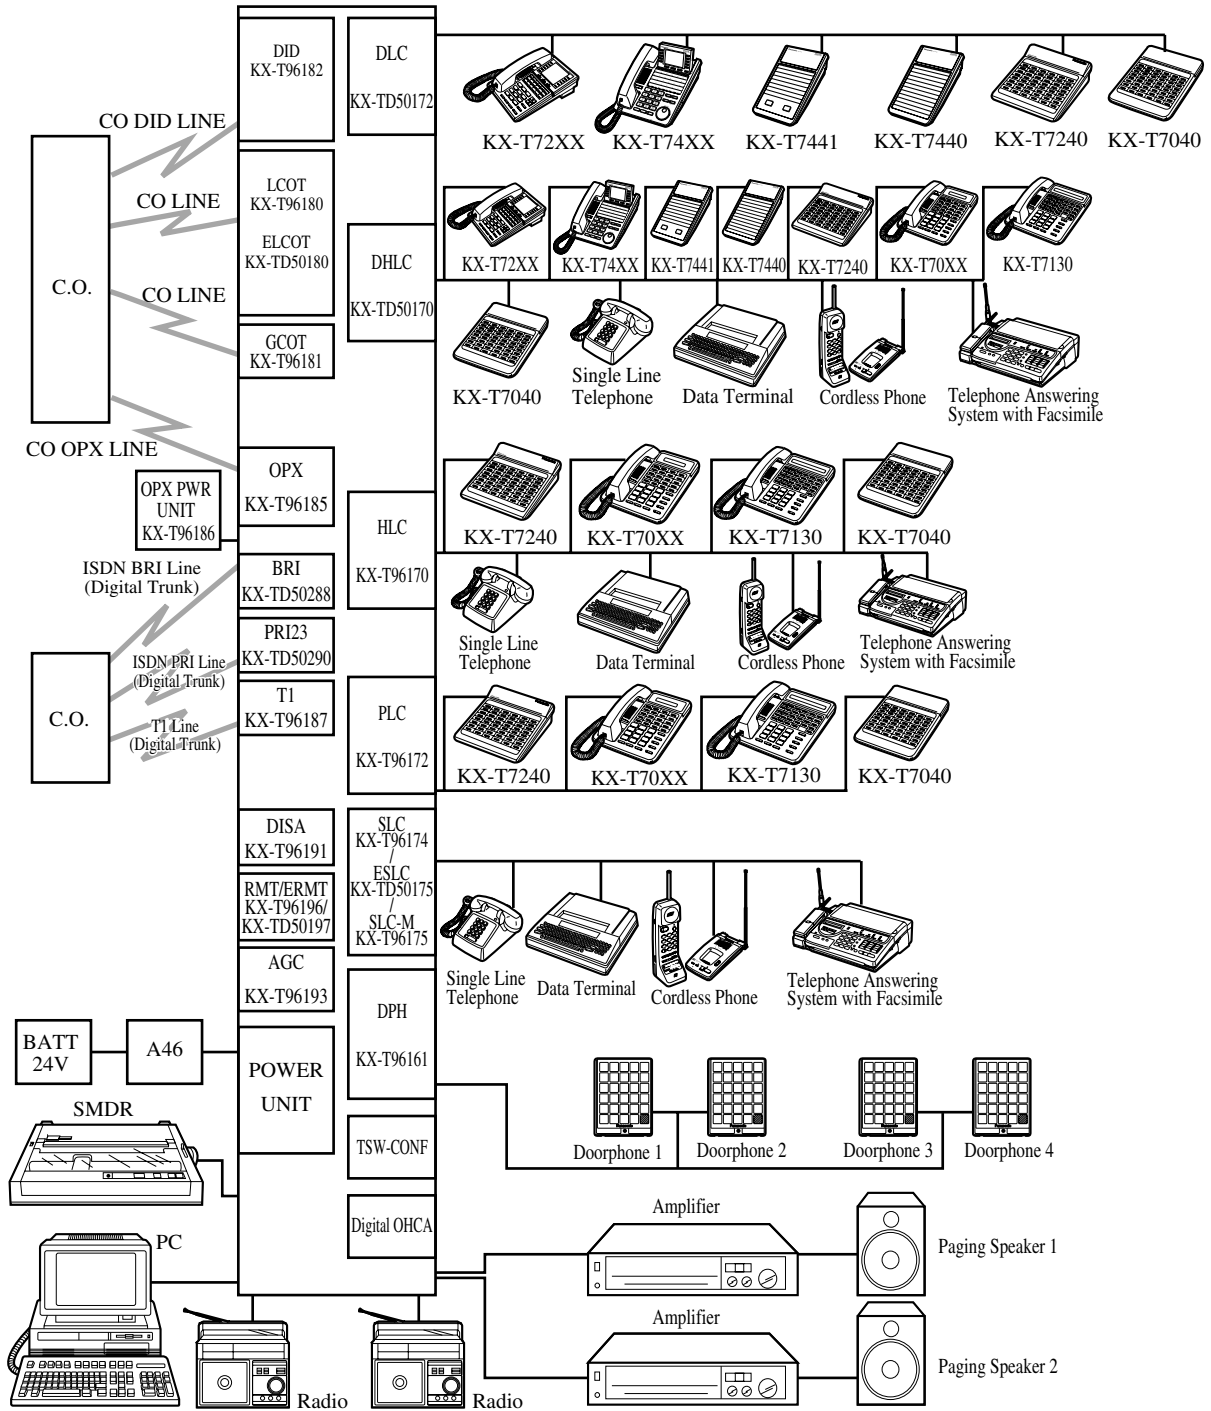 DID
KX-T96182
DLC
KX-TD50172
KX-T72XX
KX-T74XX
KX-T7441
KX-T7440
KX-T7240
KX-T7040
CO DID LINE
C.O.
CO LINE
LCOT
KX-T96180
ELCOT
KX-TD50180
CO LINE
GCOT
KX-T96181
DHLC
KX-TD50170
KX-T72XX
KX-T74XX
KX-T7441
KX-T7440
KX-T7240
KX-T70XX
KX-T7130
KX-T7040
Single Line
Telephone
Data Terminal
Cordless Phone
Telephone Answering
System with Facsimile
CO OPX LINE
OPX
KX-T96185
OPX PWR
UNIT
KX-T96186
HLC
KX-T96170
KX-T7240
KX-T70XX
KX-T7130
KX-T7040
Single Line
Telephone
Data Terminal
Cordless Phone
Telephone Answering
System with Facsimile
ISDN BRI Line
(Digital Trunk)
BRI
KX-TD50288
PRI23
KX-TD50290
ISDN PRI Line
(Digital Trunk)
C.O.
T1
KX-T96187
T1 Line
(Digital Trunk)
PLC
KX-T96172
KX-T7240
KX-T70XX
KX-T7130
KX-T7040
DISA
KX-T96191
RMT/ERMT
KX-T96196/
KX-TD50197
AGC
KX-T96193
SLC
KX-T96174
/
ESLC
KX-TD50175
/
SLC-M
KX-T96175
Single Line
Telephone
Data Terminal
Cordless Phone
Telephone Answering
System with Facsimile
DPH
KX-T96161
BATT
24V
A46
POWER
UNIT
Doorphone 1
Doorphone 2
Doorphone 3
Doorphone 4
SMDR
TSW-CONF
Digital OHCA
PC
Amplifier
Paging Speaker 1
Amplifier
Paging Speaker 2
Radio
Radio